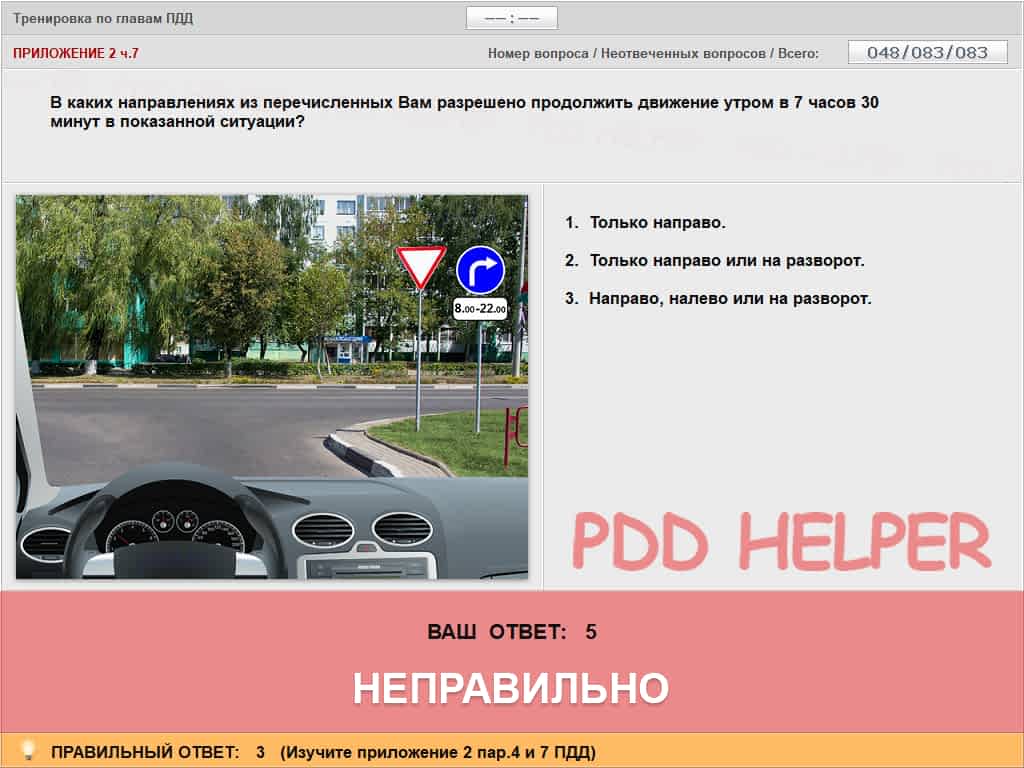 Тренировка по главам ПДД
—— : ——
ПРИЛОЖЕНИЕ 2 ч.7
Номер вопроса / Неотвеченных вопросов / Всего:
048/083/083
В каких направлениях из перечисленных Вам разрешено продолжить движение утром в 7 часов 30
минут в показанной ситуации?
8.00-22.00
1. Только направо.
2. Только направо или на разворот.
3. Направо, налево или на разворот.
PDD HELPER
ВАШ ОТВЕТ: 5
НЕПРАВИЛЬНО
ПРАВИЛЬНЫЙ ОТВЕТ: 3 (Изучите приложение 2 пар.4 и 7 ПДД)